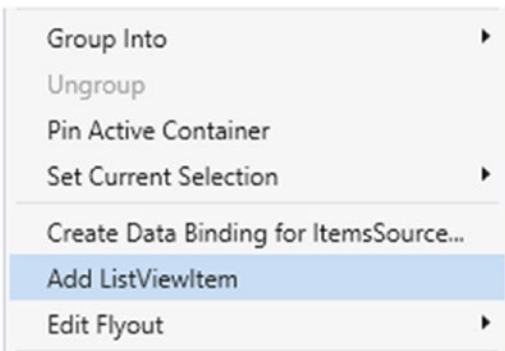 Group Into
Ungroup
Pin Active Container
Set Current Selection
Create Data Binding for ItemsSource...
Add ListViewItem
Edit Flyout